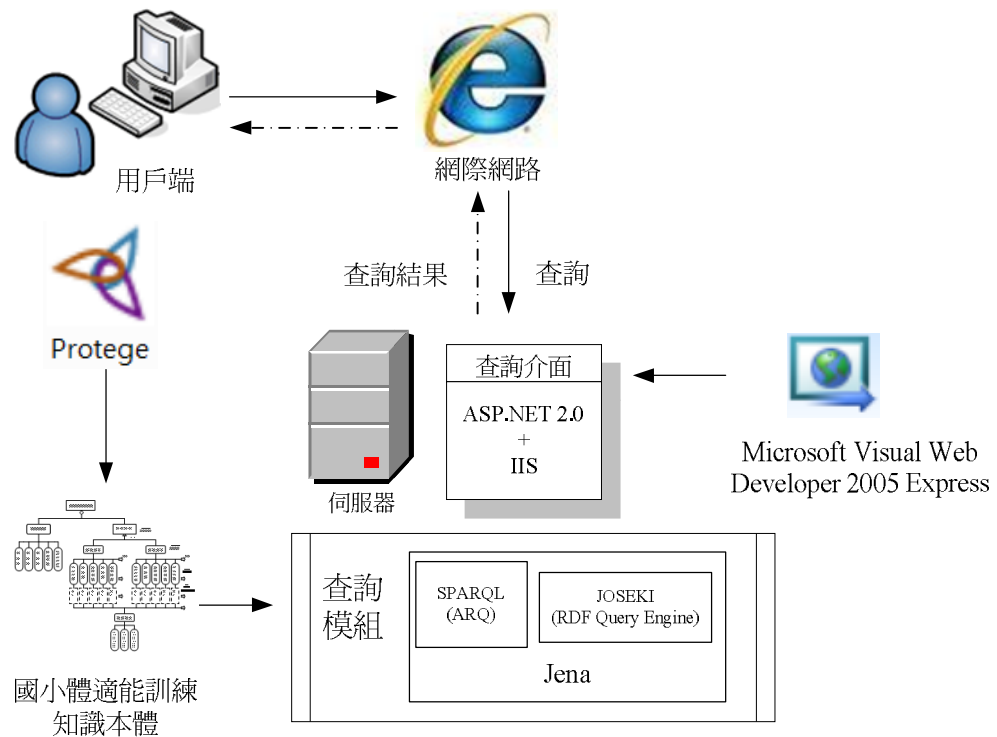 用戶端
網際網路
查詢結果
查詢
Protege
查詢介面
ASP.NET 2.0
+
IIS
伺服器
Microsoft Visual Web
Developer 2005 Express
查詢
模組
SPARQL
(ARQ)
JOSEKI
(RDF Query Engine)
Jena
國小體適能訓練
知識本體